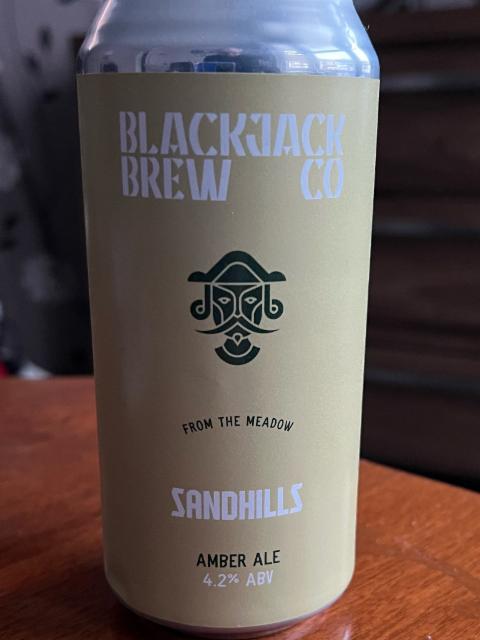 BLACKJACK
BREW CO
FROM THE MEADOW
SANDHILLS
AMBER ALE
4.2% ABV